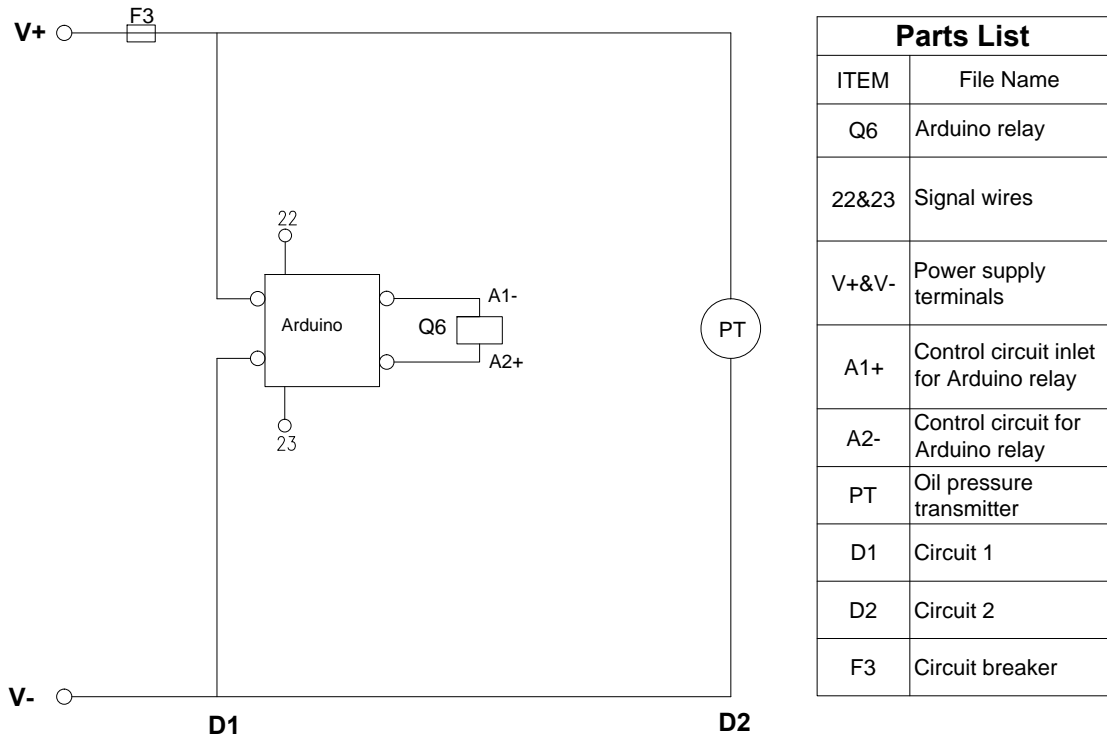 F3
V+
22
A1-
Arduino
Q6
A2+
23
PT
V-
D1
D2
Parts List
ITEM File Name
Q6 Arduino relay
22&23 Signal wires
V+&V- Power supply
terminals
A1+ Control circuit inlet
for Arduino relay
A2- Control circuit for
Arduino relay
PT Oil pressure
transmitter
D1 Circuit 1
D2 Circuit 2
F3 Circuit breaker